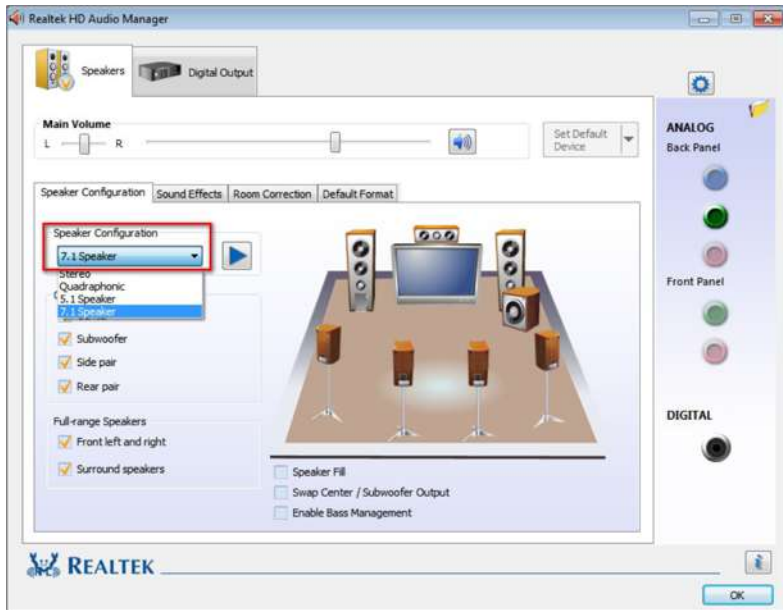 Realtek HD Audio Manager
Speakers
Digital Output
Main Volume
L R
Set Default
Device
ANALOG
Back Panel
Speaker Configuration Sound Effects Room Correction Default Format
Speaker Configuration
7.1 Speaker
Stereo
Quadraphonic
5.1 Speaker
7.1 Speaker
Subwoofer
Side pair
Rear pair
Full-range Speakers
Front left and right
Surround speakers
Speaker Fill
Swap Center / Subwoofer Output
Enable Bass Management
Front Panel
DIGITAL
REALTEK
i
OK